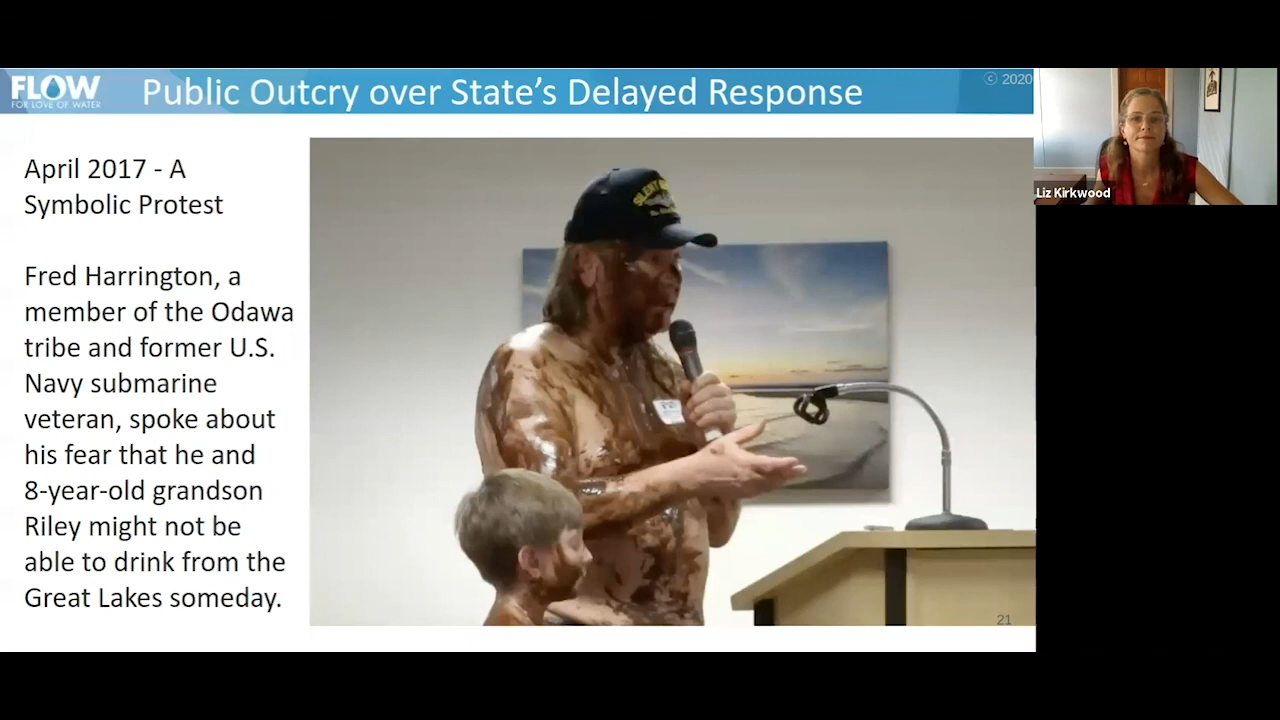 FLOW
FOR LOVE OF WATER
Public Outcry over State's Delayed Response
© 2020
Liz Kirkwood
April 2017 - A
Symbolic Protest
Fred Harrington, a
member of the Odawa
tribe and former U.S.
Navy submarine
veteran, spoke about
his fear that he and
8-year-old grandson
Riley might not be
able to drink from the
Great Lakes someday.
SILENT
21